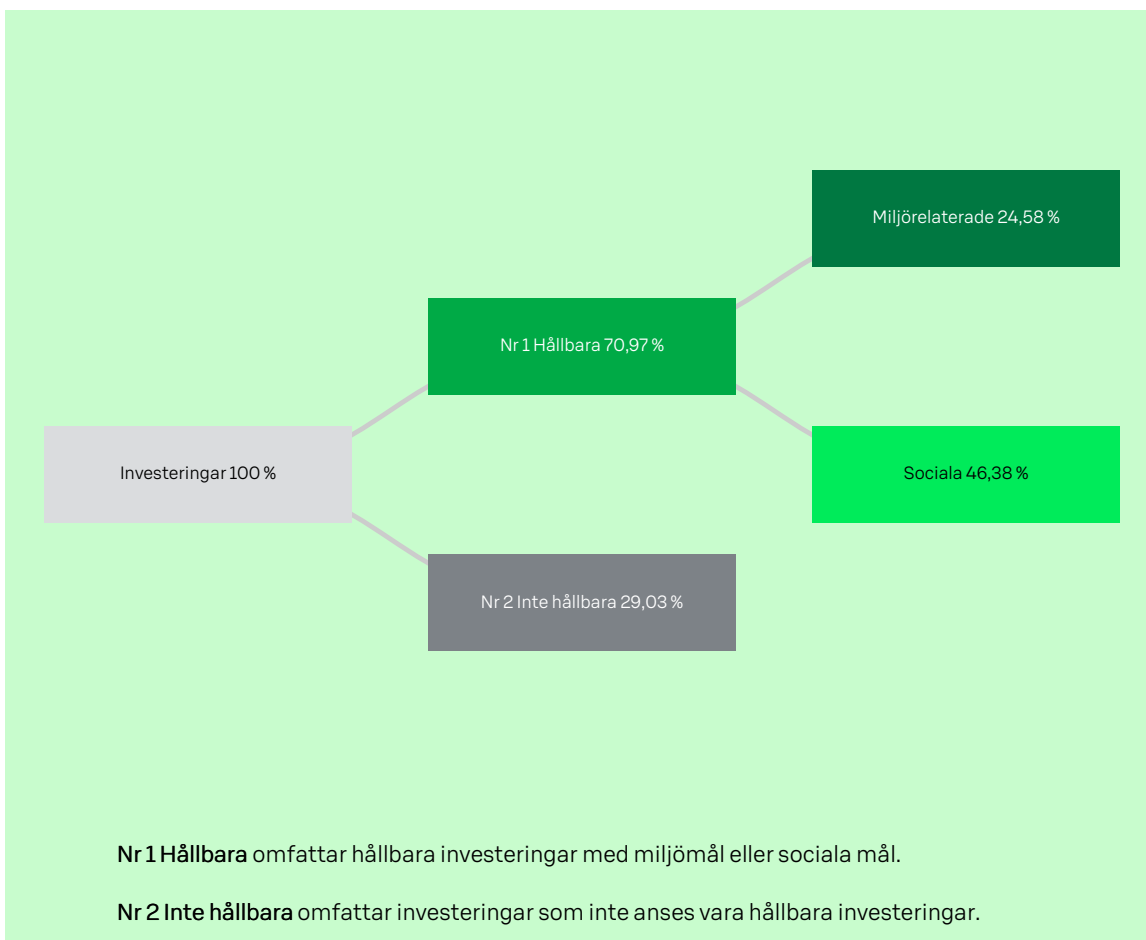 Miljörelaterade 24,58 %
Nr 1 Hållbara 70,97 %
Investeringar 100 %
Sociala 46,38 %
Nr 2 Inte hållbara 29,03 %
Nr 1 Hållbara omfattar hållbara investeringar med miljömål eller sociala mål.
Nr 2 Inte hållbara omfattar investeringar som inte anses vara hållbara investeringar.